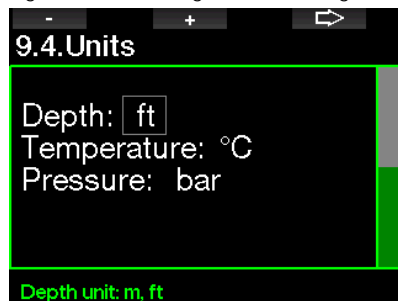 - +
9.4.Units
Depth: ft
Temperature: °C
Pressure: bar
Depth unit: m, ft